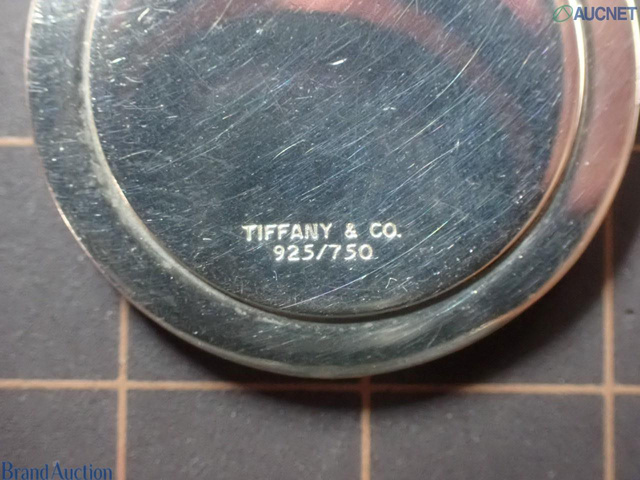 AUCNET
TIFFANY & CO.
925/750
Brand Auction